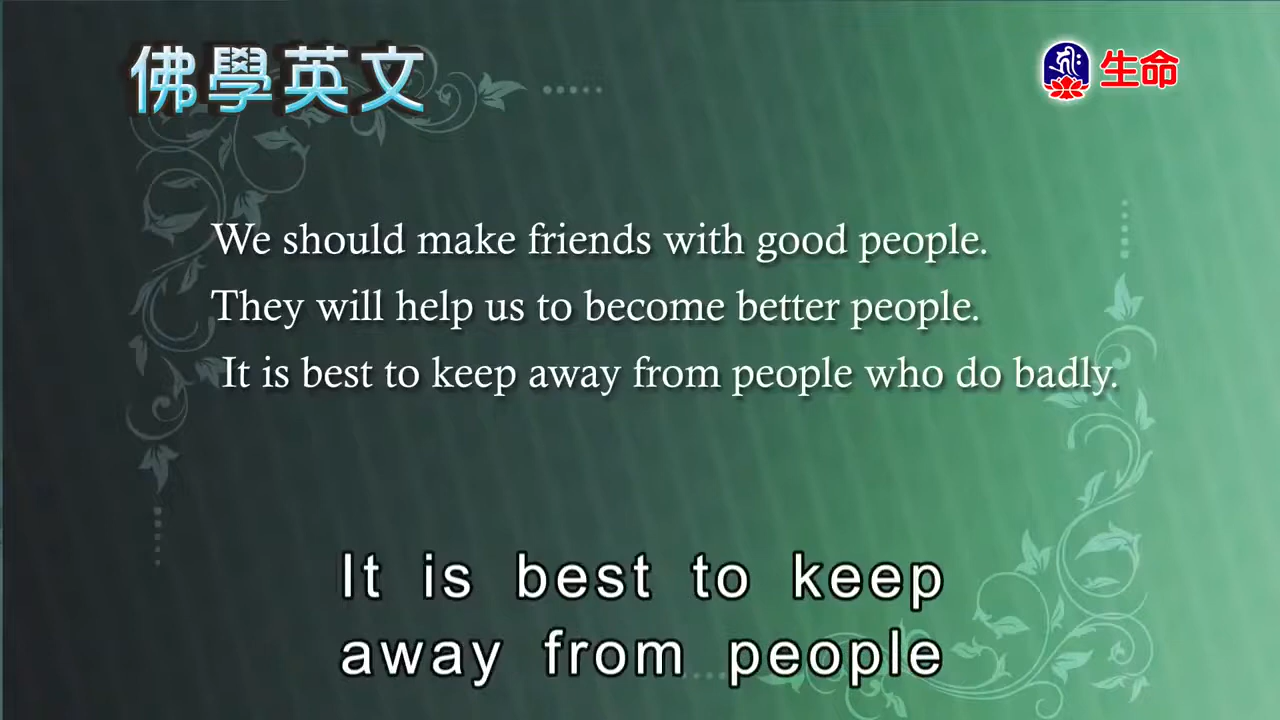 佛學英文
生命
We should make friends with good people.
They will help us to become better people.
It is best to keep away from people who do badly.
It is best to keep
away from people